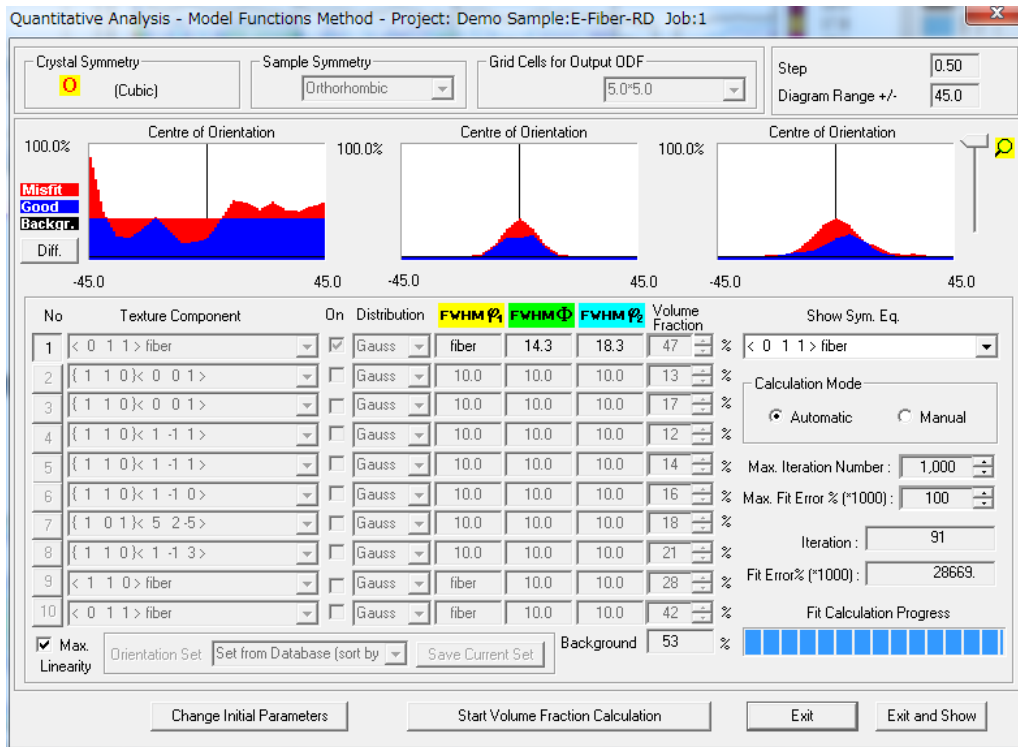 Quantitative Analysis - Model Functions Method - Project: Demo Sample:E-Fiber-RD Job:1
Crystal Symmetry
O (Cubic)
Sample Symmetry
Orthorhombic
Grid Cells for Output ODF
5.0*5.0
Step 0.50
Diagram Range +/- 45.0
Centre of Orientation Centre of Orientation Centre of Orientation
100.0% 100.0% 100.0%
Misfit
Good
Backgr.
Diff.
-45.0 45.0 -45.0 45.0 -45.0 45.0
No Texture Component On Distribution FWHM φ1 FWHM Φ FWHM φ2 Volume Fraction Show Sym. Eq.
1 < 0 1 1> fiber Gauss fiber 14.3 18.3 47 % < 0 1 1> fiber
2 { 1 1 0}< 0 0 1> Gauss 10.0 10.0 10.0 13 %
3 { 1 1 0}< 0 0 1> Gauss 10.0 10.0 10.0 17 %
4 { 1 1 0}< 1 -1 1> Gauss 10.0 10.0 10.0 12 %
5 { 1 1 0}< 1 -1 1> Gauss 10.0 10.0 10.0 14 %
6 { 1 1 0}< 1 -1 0> Gauss 10.0 10.0 10.0 16 %
7 { 1 0 1}< 5 2-5> Gauss 10.0 10.0 10.0 18 %
8 { 1 1 0}< 1 -1 3> Gauss 10.0 10.0 10.0 21 %
9 < 1 1 0> fiber Gauss fiber 10.0 10.0 28 %
10 < 0 1 1> fiber Gauss fiber 10.0 10.0 42 %
Calculation Mode
Automatic Manual
Max. Iteration Number : 1,000
Max. Fit Error % (*1000) : 100
Iteration : 91
Fit Error% (*1000) : 28669.
Fit Calculation Progress
Max. Linearity
Orientation Set Set from Database (sort by Save Current Set
Background 53 %
Change Initial Parameters Start Volume Fraction Calculation Exit Exit and Show